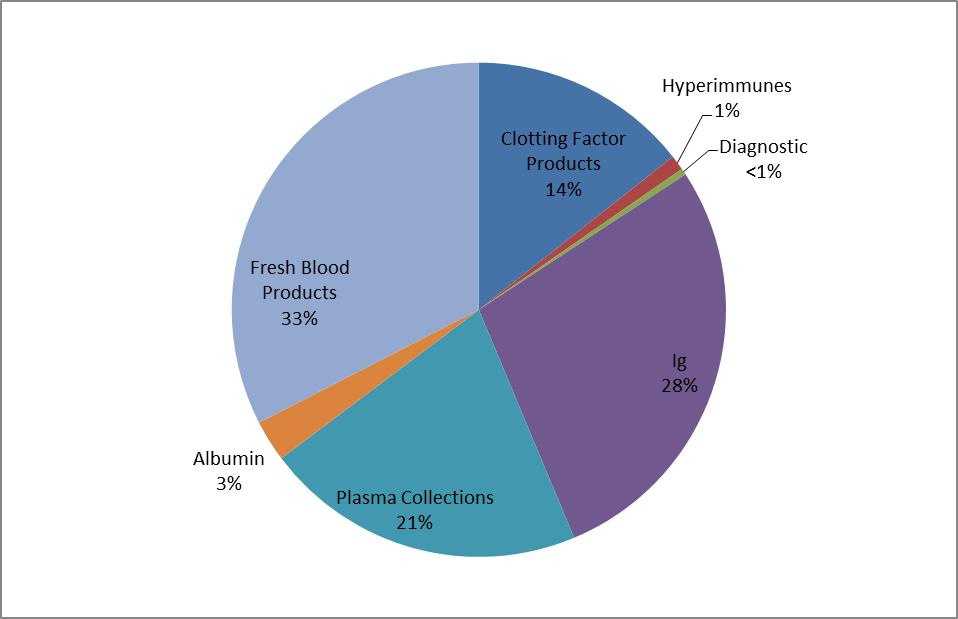 Clotting Factor
Products
14%
Hyperimmunes
1%
Diagnostic
<1%
Ig
28%
Plasma Collections
21%
Albumin
3%
Fresh Blood
Products
33%